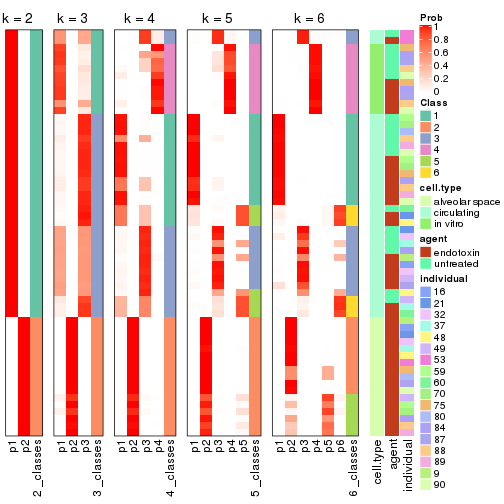 k = 2 k = 3 k = 4 k = 5 k = 6
p1
p2
2_classes
p1
p2
p3
3_classes
p1
p2
p3
p4
4_classes
p1
p2
p3
p4
p5
5_classes
p1
p2
p3
p4
p5
p6
6_classes
cell.type
agent
individual
Prob
1
0.8
0.6
0.4
0.2
0
Class
1
2
3
4
5
6
cell.type
alveolar space
circulating
in vitro
agent
endotoxin
untreated
individual
16
21
32
37
48
49
53
59
60
70
75
80
84
87
88
89
9
90